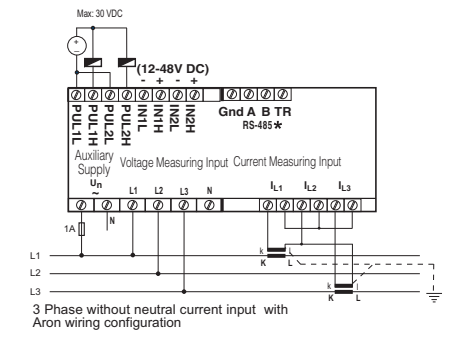 Max: 30 VDC
+
−
(12-48V DC)
- + - +
PUL1L PUL1H PUL2L PUL2H IN1L IN1H IN2L IN2H
Gnd A B TR
RS-485 *
Auxiliary Supply
Voltage Measuring Input
Current Measuring Input
Un ~
L1 L2 L3 N
IL1 IL2 IL3
N
1A
k l
K L
L1
L2
L3
k l
K L
3 Phase without neutral current input with
Aron wiring configuration